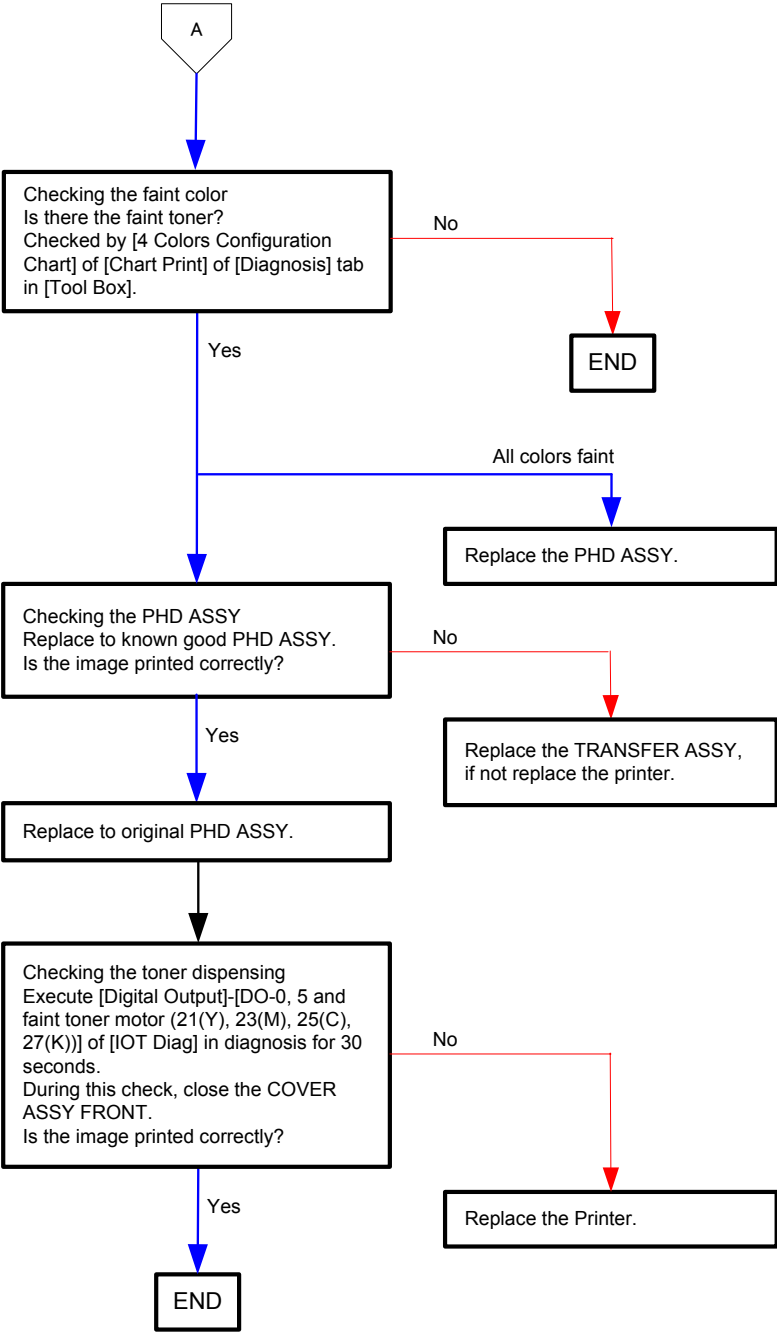 A
Checking the faint color
Is there the faint toner?
Checked by [4 Colors Configuration
Chart] of [Chart Print] of [Diagnosis] tab
in [Tool Box].
No
END
Yes
All colors faint
Replace the PHD ASSY.
Checking the PHD ASSY
Replace to known good PHD ASSY.
Is the image printed correctly?
No
Replace the TRANSFER ASSY,
if not replace the printer.
Yes
Replace to original PHD ASSY.
Checking the toner dispensing
Execute [Digital Output]-[DO-0, 5 and
faint toner motor (21(Y), 23(M), 25(C),
27(K))] of [IOT Diag] in diagnosis for 30
seconds.
During this check, close the COVER
ASSY FRONT.
Is the image printed correctly?
No
Replace the Printer.
Yes
END